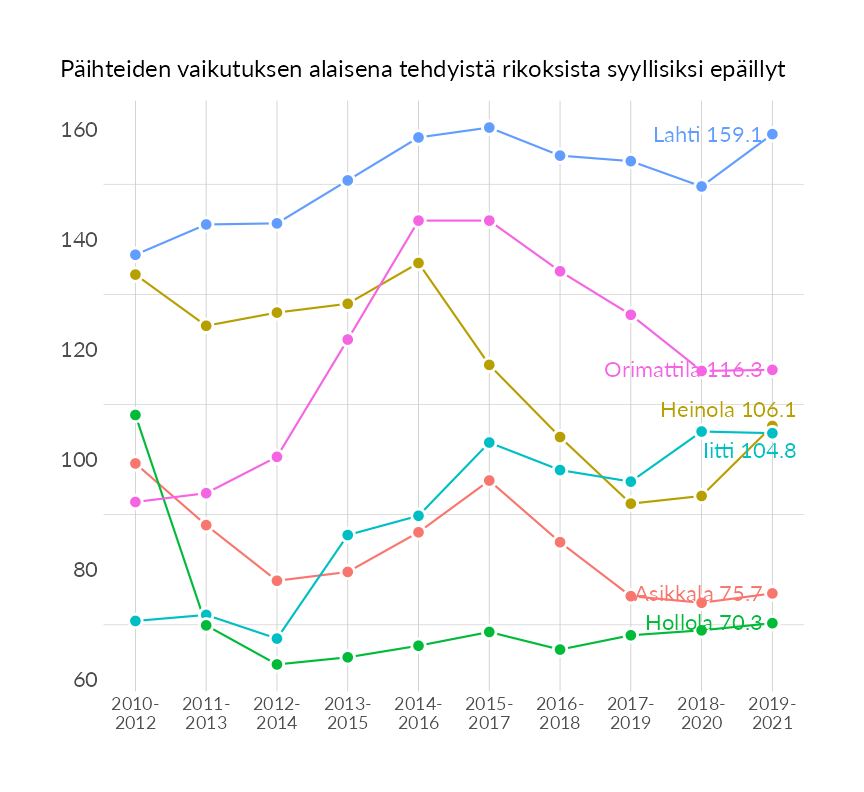 Päihteiden vaikutuksen alaisena tehdyistä rikoksista syyllisiksi epäillyt
160
140
120
100
80
60
Lahti 159.1
Orimattila 116.3
Heinola 106.1
Iitti 104.8
Asikkala 75.7
Hollola 70.3
2010- 2011- 2012- 2013- 2014- 2015- 2016- 2017- 2018- 2019-
2012 2013 2014 2015 2016 2017 2018 2019 2020 2021